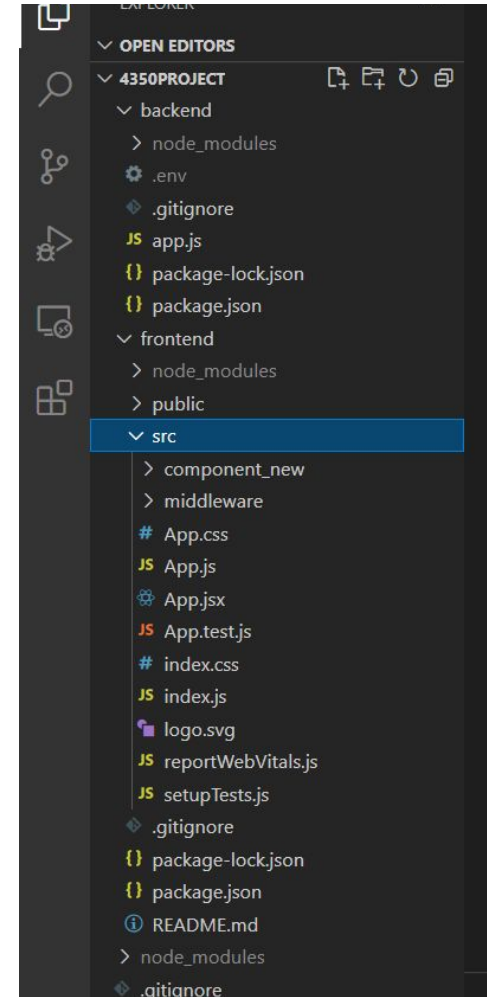 EXPLORER
OPEN EDITORS
4350PROJECT
backend
node_modules
.env
.gitignore
JS app.js
{} package-lock.json
{} package.json
frontend
node_modules
public
src
component_new
middleware
# App.css
JS App.js
App.jsx
JS App.test.js
# index.css
JS index.js
logo.svg
JS reportWebVitals.js
JS setupTests.js
.gitignore
{} package-lock.json
{} package.json
README.md
node_modules
.gitignore